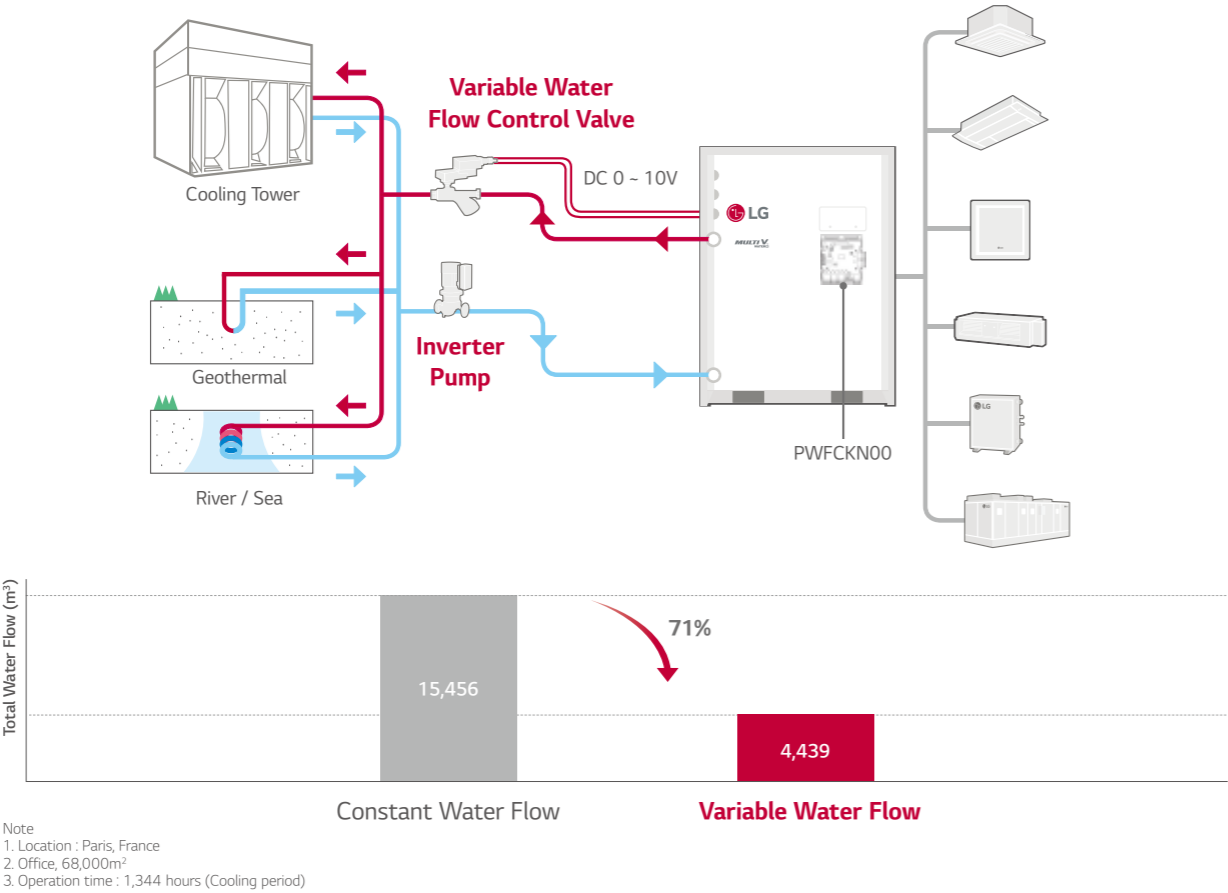 Variable Water
Flow Control Valve
Cooling Tower
DC 0 ~ 10V
LG
MULTI V
Geothermal
Inverter
Pump
River / Sea
PWFCKN00
LG
Total Water Flow (m³)
71%
15,456
4,439
Constant Water Flow
Variable Water Flow
Note
1. Location : Paris, France
2. Office, 68,000m²
3. Operation time : 1,344 hours (Cooling period)